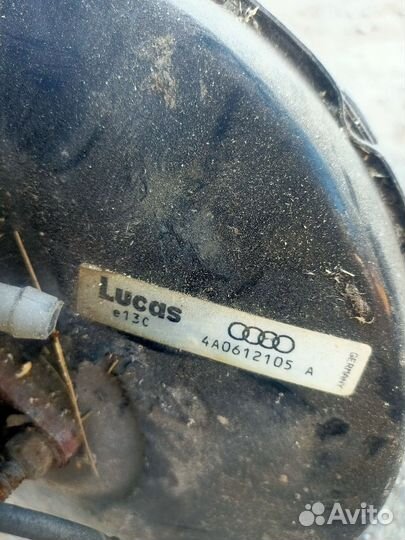 Lucas
e13C
4A0612105 A
GERMANY
Avito